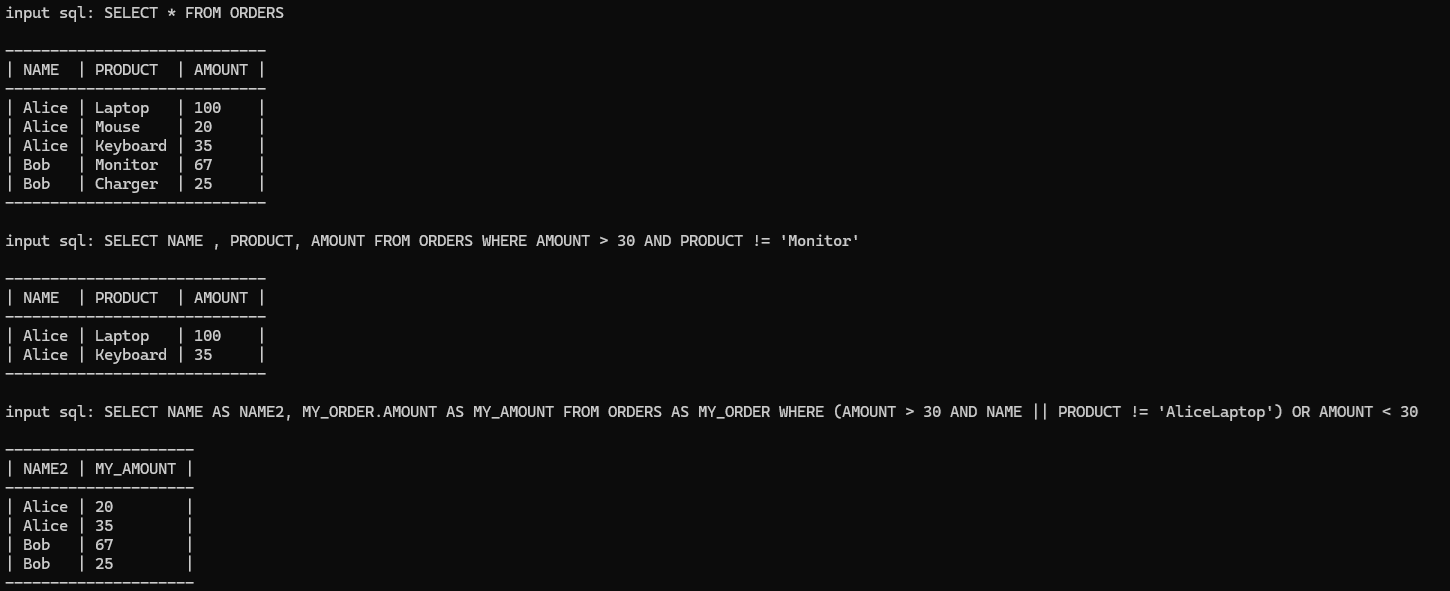 input sql: SELECT * FROM ORDERS
-----------------------------
| NAME  | PRODUCT  | AMOUNT |
-----------------------------
| Alice | Laptop   | 100    |
| Alice | Mouse    | 20     |
| Alice | Keyboard | 35     |
| Bob   | Monitor  | 67     |
| Bob   | Charger  | 25     |
-----------------------------
input sql: SELECT NAME , PRODUCT, AMOUNT FROM ORDERS WHERE AMOUNT > 30 AND PRODUCT != 'Monitor'
-----------------------------
| NAME  | PRODUCT  | AMOUNT |
-----------------------------
| Alice | Laptop   | 100    |
| Alice | Keyboard | 35     |
-----------------------------
input sql: SELECT NAME AS NAME2, MY_ORDER.AMOUNT AS MY_AMOUNT FROM ORDERS AS MY_ORDER WHERE (AMOUNT > 30 AND NAME || PRODUCT != 'AliceLaptop') OR AMOUNT < 30
---------------------
| NAME2 | MY_AMOUNT |
---------------------
| Alice | 20        |
| Alice | 35        |
| Bob   | 67        |
| Bob   | 25        |
---------------------